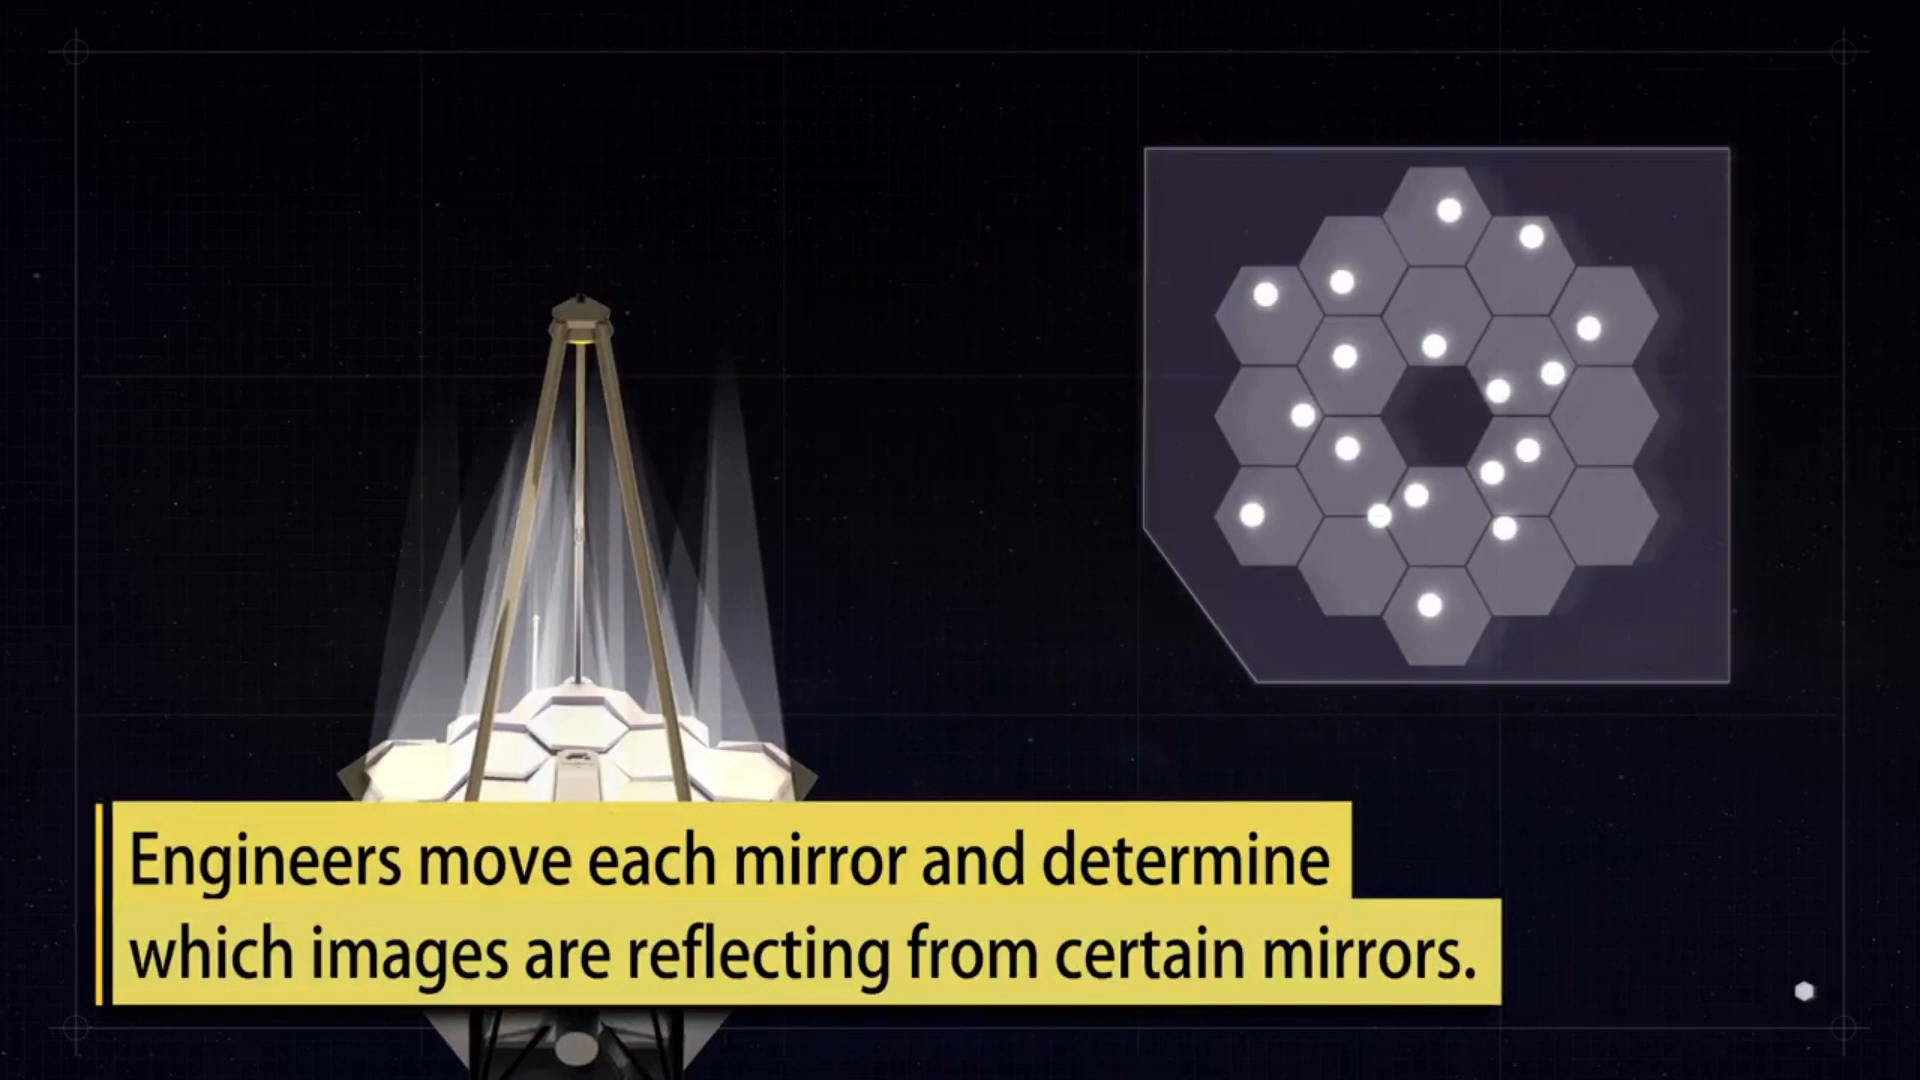 Engineers move each mirror and determine
which images are reflecting from certain mirrors.